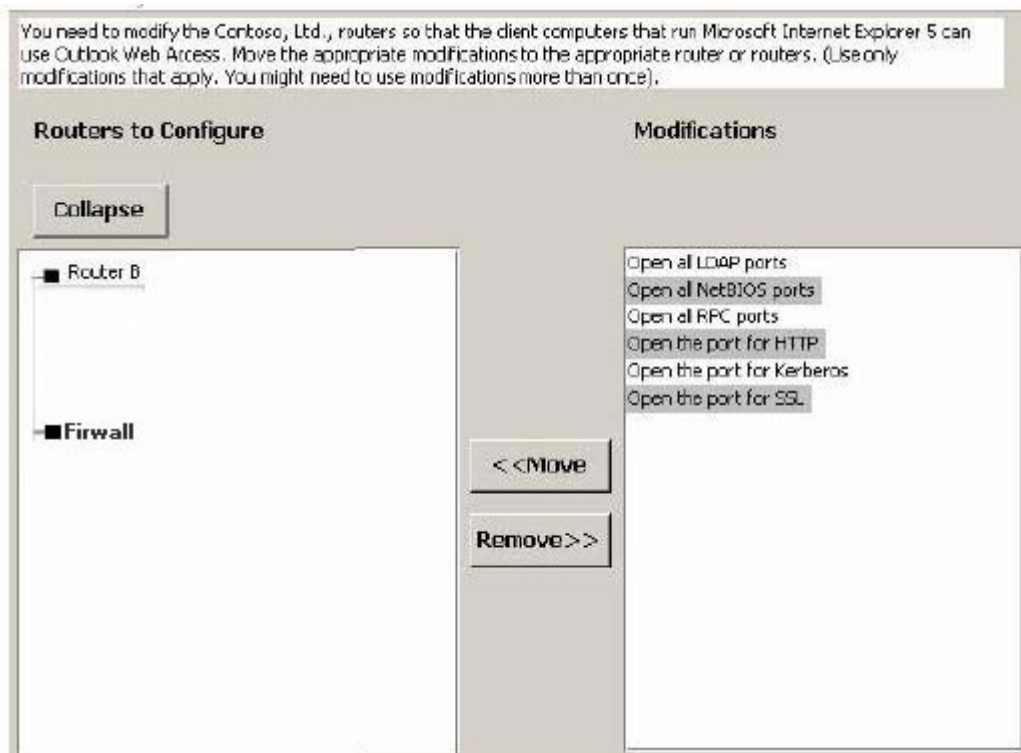 You need to modify the Contoso, Ltd., routers so that the client computers that run Microsoft Internet Explorer 5 can
use Outlook Web Access. Move the appropriate modifications to the appropriate router or routers. (Use only
modifications that apply. You might need to use modifications more than once).
Routers to Configure
Modifications
Collapse
Router B
Firwall
Open all LDAP ports
Open all NetBIOS ports
Open all RPC ports
Open the port for HTTP
Open the port for Kerberos
Open the port for SSL
<<Move
Remove>>